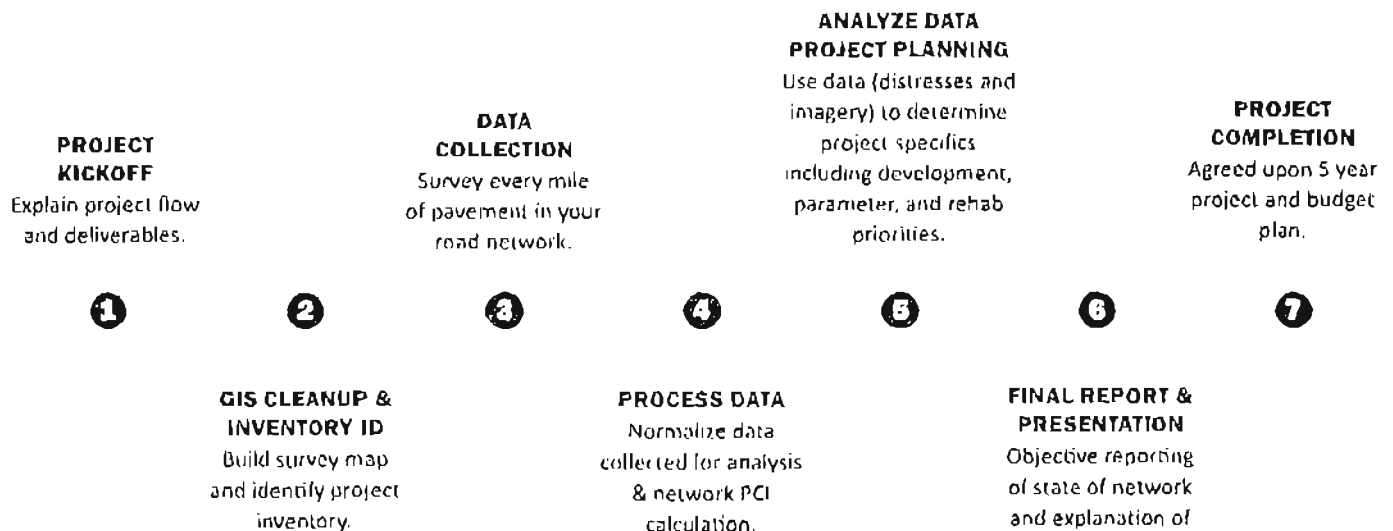 PROJECT
KICKOFF
Explain project flow
and deliverables.
1
GIS CLEANUP &
INVENTORY ID
Build survey map
and identify project
inventory.
2
DATA
COLLECTION
Survey every mile
of pavement in your
road network.
3
PROCESS DATA
Normalize data
collected for analysis
& network PCI
calculation.
4
ANALYZE DATA
PROJECT PLANNING
Use data (distresses and
imagery) to determine
project specifics
including development,
parameter, and rehab
priorities.
5
FINAL REPORT &
PRESENTATION
Objective reporting
of state of network
and explanation of
6
PROJECT
COMPLETION
Agreed upon 5 year
project and budget
plan.
7